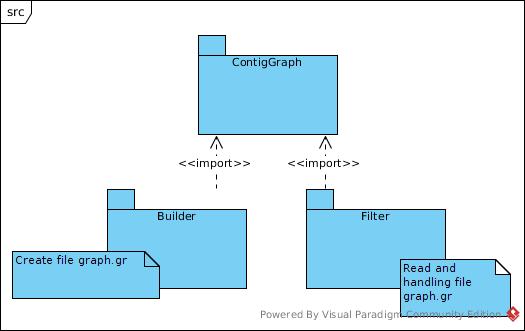 src
ContigGraph
<<import>> <<import>>
Builder
Filter
Create file graph.gr
Read and
handling file
graph.gr
Powered By Visual Paradigm Community Edition